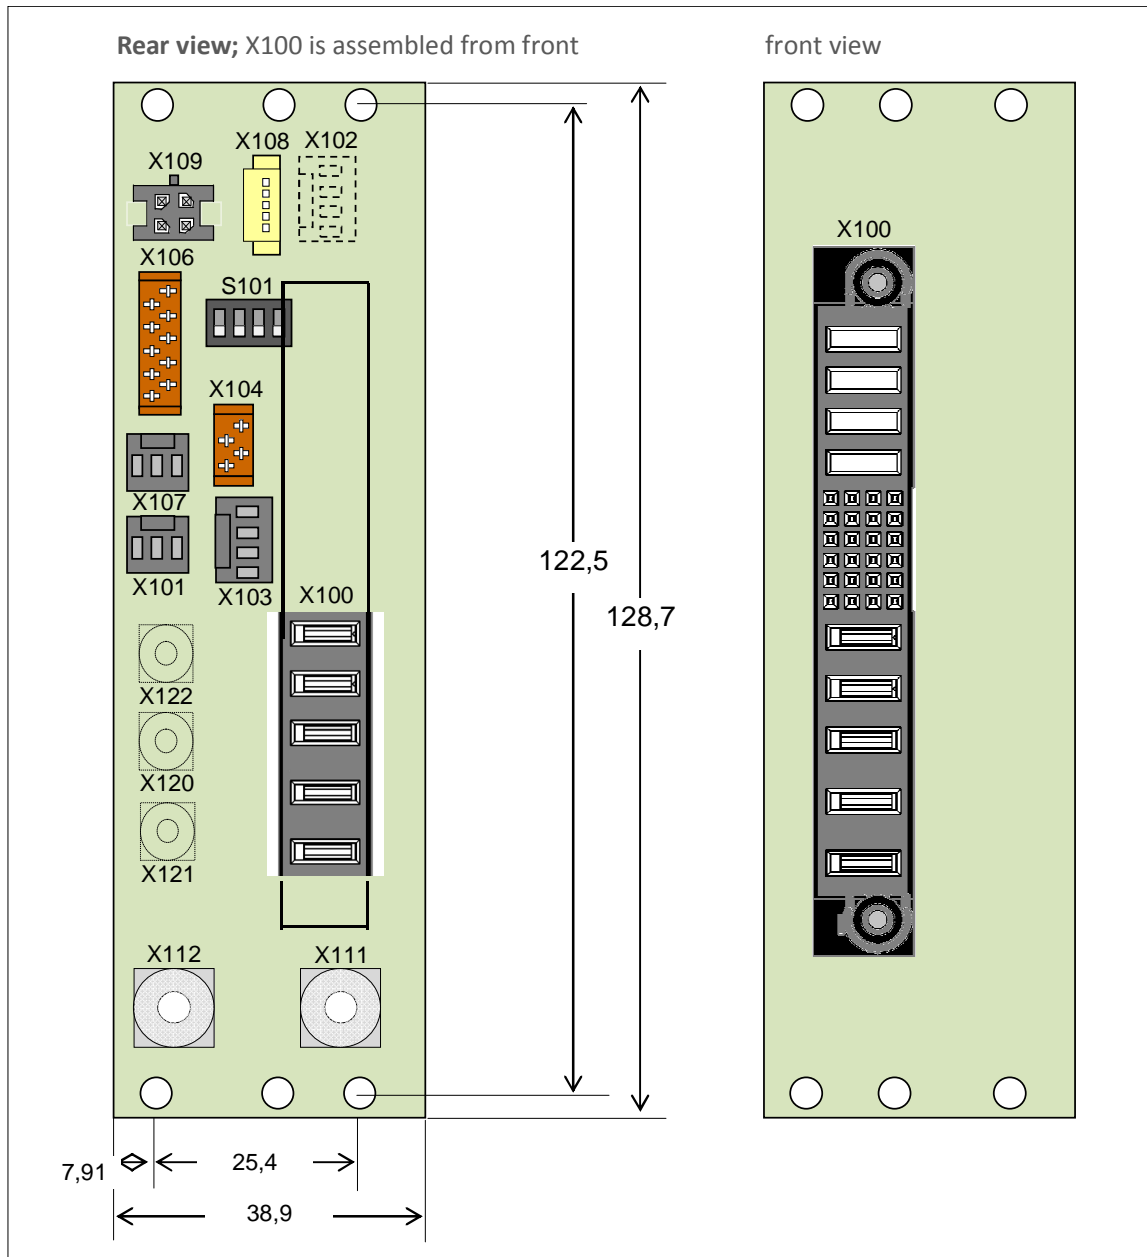 Rear view; X100 is assembled from front
front view
X108 X102
X109
X106
S101
X104
X107
X101
X103
X100
X122
X120
X121
X112
X111
X100
122,5
128,7
7,91
25,4
38,9